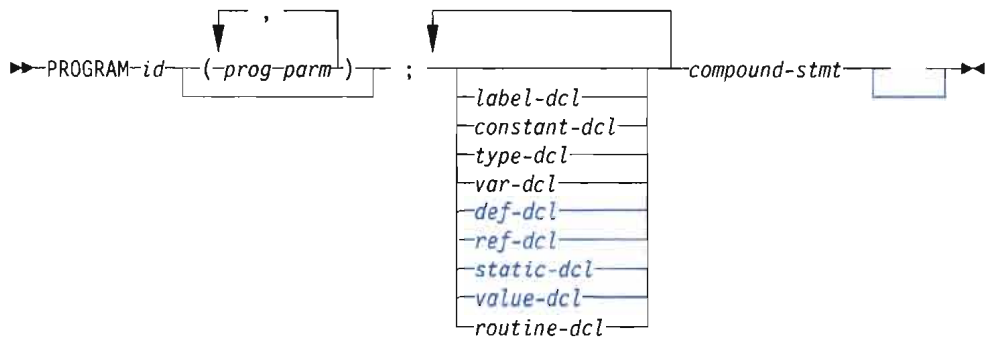 ,
PROGRAM id ( prog parm ) ; compound-stmt
label-dcl
constant-dcl
type-dcl
var-dcl
def-dcl
ref-dcl
static-dcl
value-dcl
routine-dcl